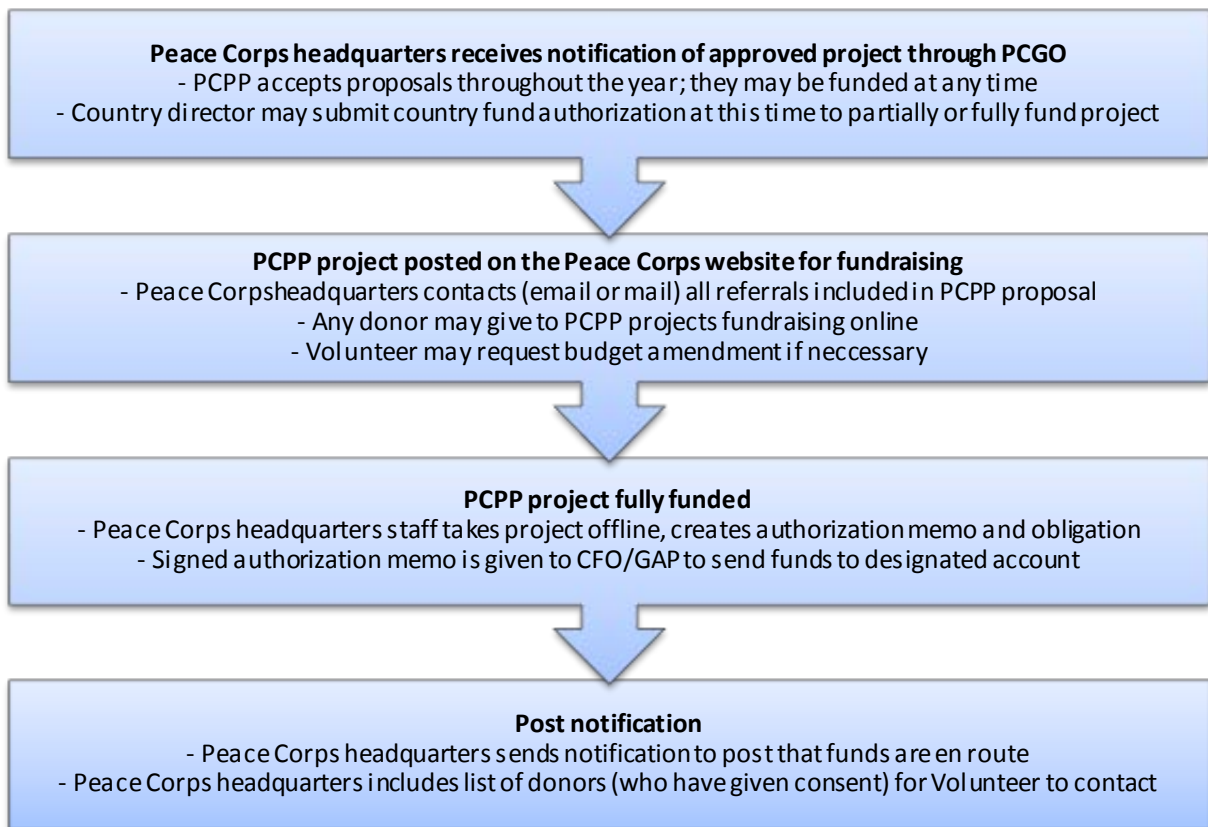 Peace Corps headquarters receives notification of approved project through PCGO
- PCPP accepts proposals throughout the year; they may be funded at any time
- Country director may submit country fund authorization at this time to partially or fully fund project
PCPP project posted on the Peace Corps website for fundraising
- Peace Corpsheadquarters contacts (email or mail) all referrals included in PCPP proposal
- Any donor may give to PCPP projects fundraising online
- Volunteer may request budget amendment if neccessary
PCPP project fully funded
- Peace Corps headquarters staff takes project offline, creates authorization memo and obligation
- Signed authorization memo is given to CFO/GAP to send funds to designated account
Post notification
- Peace Corps headquarters sends notification to post that funds are en route
- Peace Corps headquarters includes list of donors (who have given consent) for Volunteer to contact